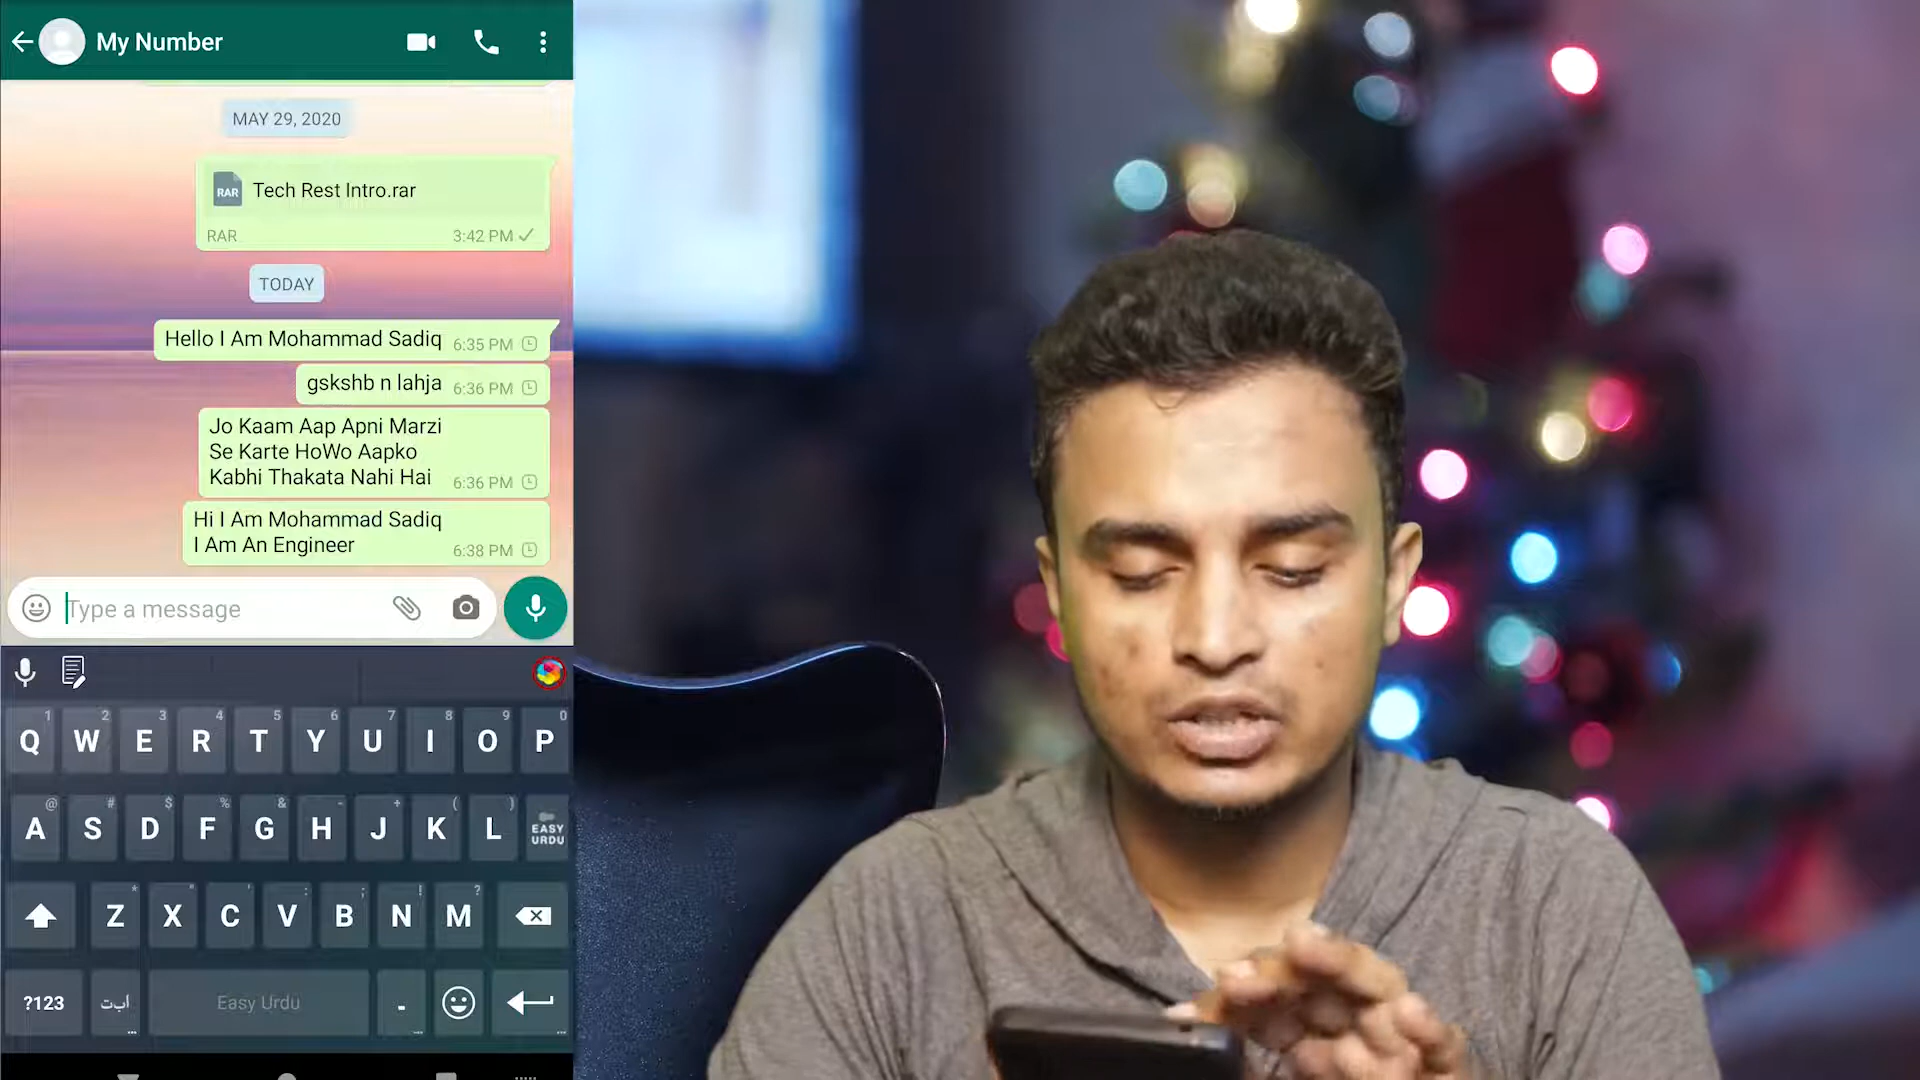 My Number
MAY 29, 2020
RAR Tech Rest Intro.rar
RAR 3:42 PM
TODAY
Hello I Am Mohammad Sadiq 6:35 PM
gskshb n lahja 6:36 PM
Jo Kaam Aap Apni Marzi
Se Karte HoWo Aapko
Kabhi Thakata Nahi Hai 6:36 PM
Hi I Am Mohammad Sadiq
I Am An Engineer 6:38 PM
Type a message
1 2 3 4 5 6 7 8 9 0
Q W E R T Y U I O P
@ # $ % & - + ( )
A S D F G H J K L EASY
URDU
* " ' : ; ! ?
Z X C V B N M
?123 ابت Easy Urdu -